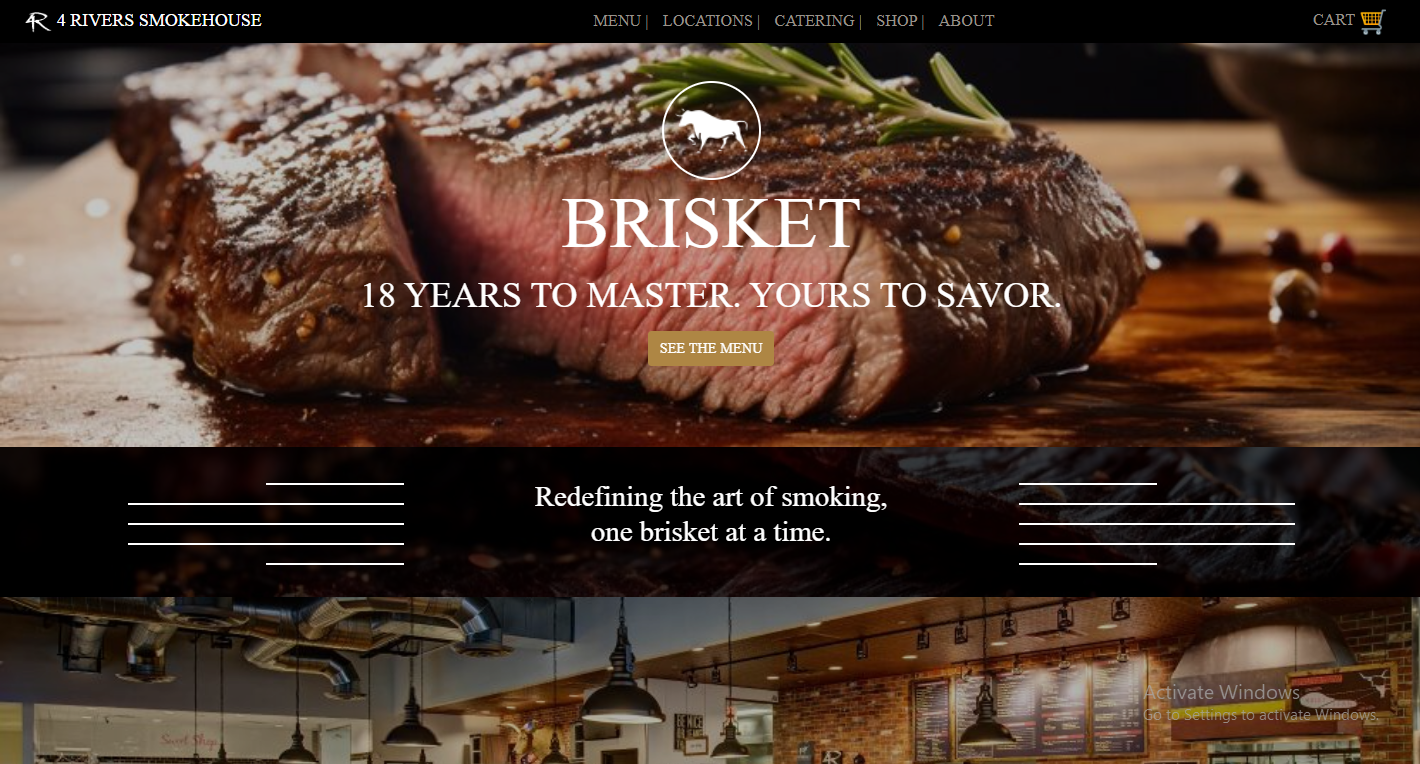 4 RIVERS SMOKEHOUSE
MENU | LOCATIONS | CATERING | SHOP | ABOUT
CART
BRISKET
18 YEARS TO MASTER. YOURS TO SAVOR.
SEE THE MENU
Redefining the art of smoking,
one brisket at a time.
Activate Windows
Go to Settings to activate Windows.
Sweet Shop